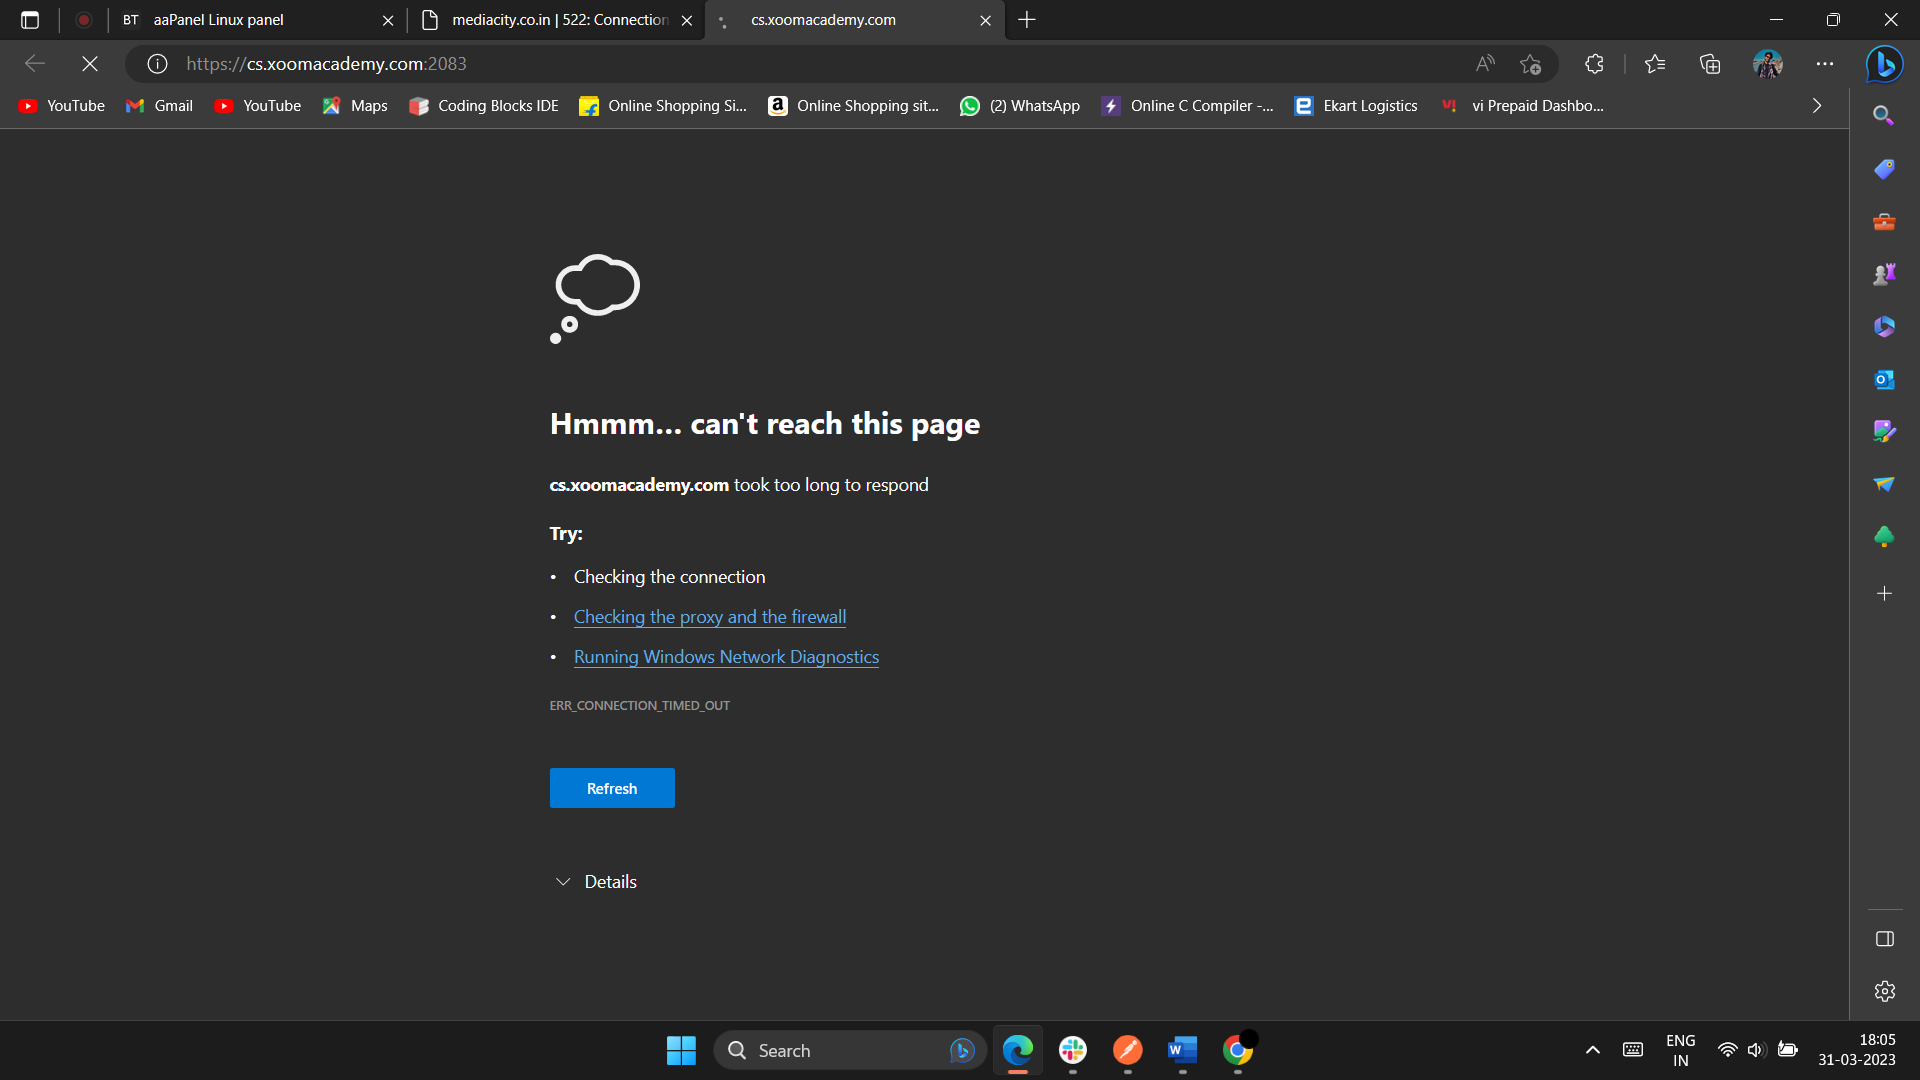 BT aaPanel Linux panel
mediacity.co.in | 522: Connection
cs.xoomacademy.com
https://cs.xoomacademy.com:2083
YouTube
Gmail
YouTube
Maps
Coding Blocks IDE
Online Shopping Si...
Online Shopping sit...
(2) WhatsApp
Online C Compiler -...
Ekart Logistics
vi Prepaid Dashbo...
Hmmm... can't reach this page
cs.xoomacademy.com took too long to respond
Try:
• Checking the connection
• Checking the proxy and the firewall
• Running Windows Network Diagnostics
ERR_CONNECTION_TIMED_OUT
Refresh
Details
Search
ENG
IN
18:05
31-03-2023